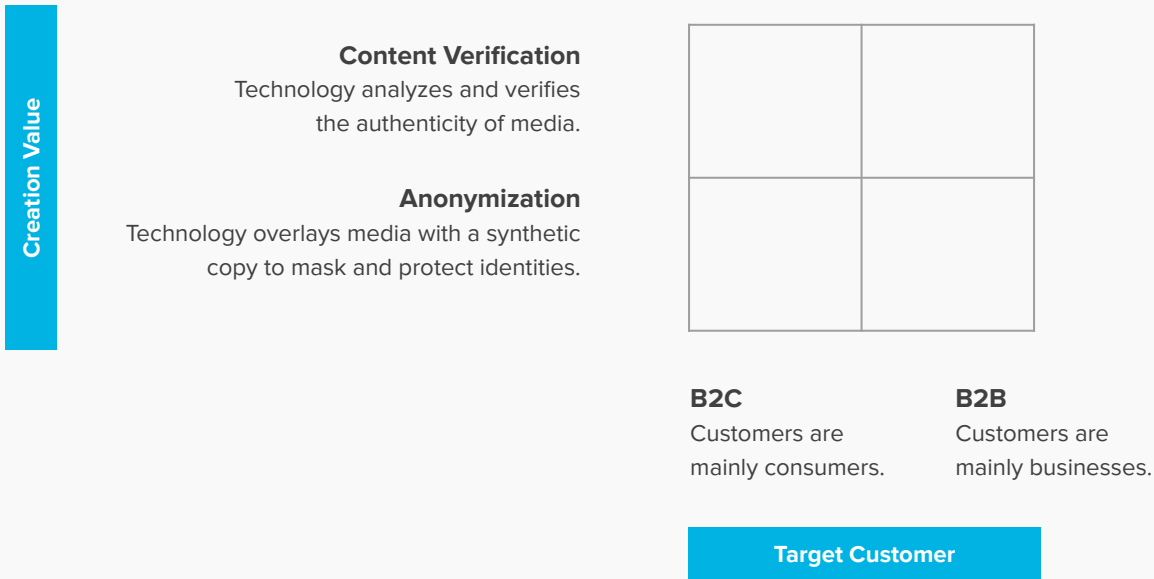 Creation Value
Content Verification
Technology analyzes and verifies
the authenticity of media.
Anonymization
Technology overlays media with a synthetic
copy to mask and protect identities.
B2C
Customers are
mainly consumers.
B2B
Customers are
mainly businesses.
Target Customer